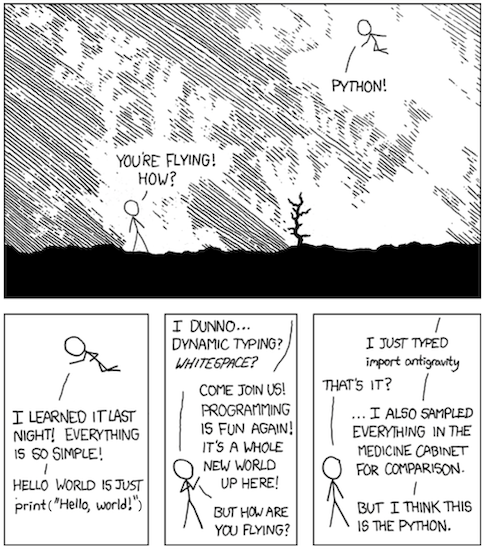 YOU'RE FLYING!
HOW?
PYTHON!
I LEARNED IT LAST
NIGHT! EVERYTHING
IS SO SIMPLE!
HELLO WORLD IS JUST
print("Hello, world!")
I DUNNO...
DYNAMIC TYPING?
WHITESPACE?
COME JOIN US!
PROGRAMMING
IS FUN AGAIN!
IT'S A WHOLE
NEW WORLD
UP HERE!
BUT HOW ARE
YOU FLYING?
I JUST TYPED
import antigravity
THAT'S IT?
... I ALSO SAMPLED
EVERYTHING IN THE
MEDICINE CABINET
FOR COMPARISON.
BUT I THINK THIS
IS THE PYTHON.